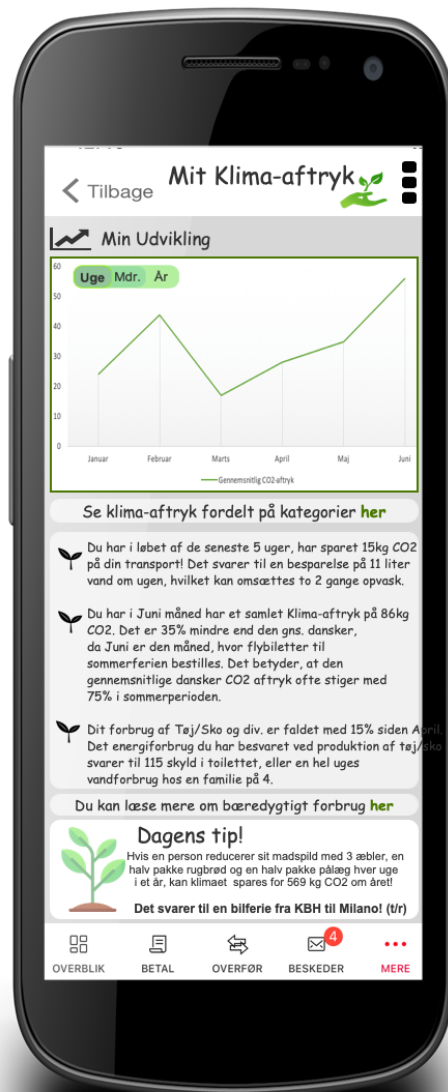 Mit Klima-aftryk
Tilbage
Min Udvikling
60
Uge Mdr. År
50
40
30
20
10
0
Januar Februar Marts April Maj Juni
Gennemsnitlig CO2-aftryk
Se klima-aftryk fordelt på kategorier her
Du har i løbet af de seneste 5 uger, har sparet 15kg CO2
på din transport! Det svarer til en besparelse på 11 liter
vand om ugen, hvilket kan omsættes to 2 gange opvask.
Du har i Juni måned har et samlet Klima-aftryk på 86kg
CO2. Det er 35% mindre end den gns. dansker,
da Juni er den måned, hvor flybiletter til
sommerferien bestilles. Det betyder, at den
gennemsnitlige dansker CO2 aftryk ofte stiger med
75% i sommerperioden.
Dit forbrug af Tøj/Sko og div. er faldet med 15% siden April.
Det energiforbrug du har besvaret ved produktion af tøj/sko
svarer til 115 skyld i toilettet, eller en hel uges
vandforbrug hos en familie på 4.
Du kan læse mere om bæredygtigt forbrug her
Dagens tip!
Hvis en person reducerer sit madspild med 3 æbler, en
halv pakke rugbrød og en halv pakke pålæg hver uge
i et år, kan klimaet spares for 569 kg CO2 om året!
Det svarer til en bilferie fra KBH til Milano! (t/r)
4
OVERBLIK BETAL OVERFØR BESKEDER MERE